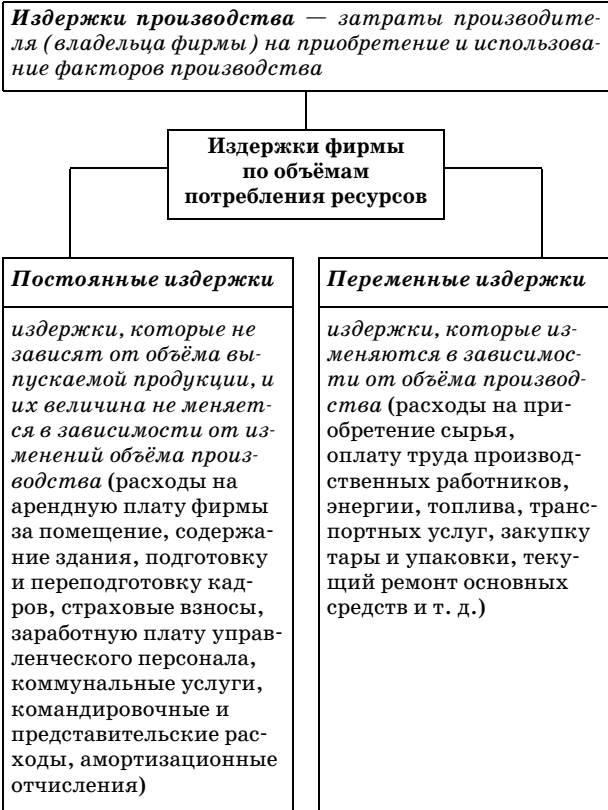 Издержки производства — затраты производите-
ля (владельца фирмы) на приобретение и использова-
ние факторов производства
Издержки фирмы
по объёмам
потребления ресурсов
Постоянные издержки
издержки, которые не
зависят от объёма вы-
пускаемой продукции, и
их величина не меняет-
ся в зависимости от из-
менений объёма произ-
водства (расходы на
арендную плату фирмы
за помещение, содержа-
ние здания, подготовку
и переподготовку кад-
ров, страховые взносы,
заработную плату управ-
ленческого персонала,
коммунальные услуги,
командировочные и
представительские рас-
ходы, амортизационные
отчисления)
Переменные издержки
издержки, которые из-
меняются в зависимос-
ти от объёма производ-
ства (расходы на при-
обретение сырья,
оплату труда производ-
ственных работников,
энергии, топлива, транс-
портных услуг, закупку
тары и упаковки, теку-
щий ремонт основных
средств и т. д.)